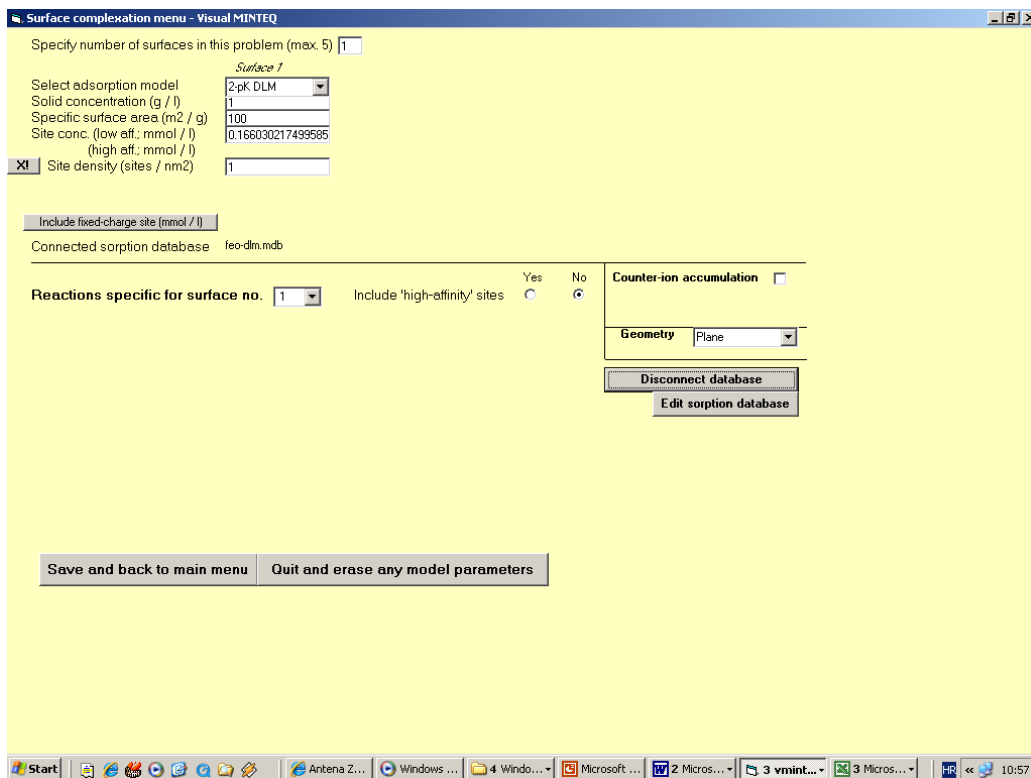 Surface complexation menu - Visual MINTEQ
Specify number of surfaces in this problem (max. 5) 1
Surface 1
Select adsorption model 2-pK DLM
Solid concentration (g / l) 1
Specific surface area (m2 / g) 100
Site conc. (low aff.; mmol / l) 0.166030217499585
(high aff.; mmol / l)
X! Site density (sites / nm2) 1
Include fixed-charge site (mmol / l)
Connected sorption database feo-dlm.mdb
Yes No Counter-ion accumulation
Reactions specific for surface no. 1 Include 'high-affinity' sites
Geometry Plane
Disconnect database
Edit sorption database
Save and back to main menu Quit and erase any model parameters
Start Antena Z... Windows ... 4 Windo... Microsoft ... 2 Micros... 3 vmint... 3 Micros... HR « 10:57